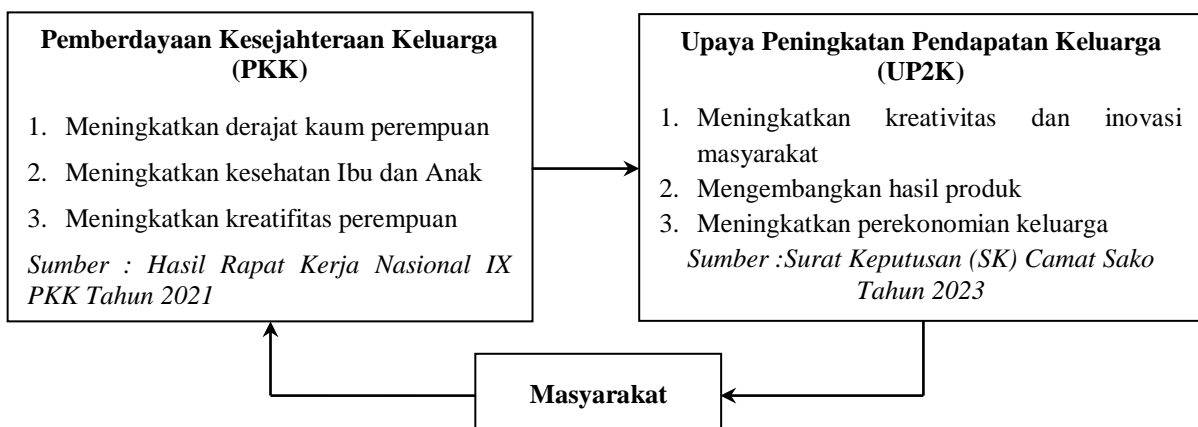 Pemberdayaan Kesejahteraan Keluarga
(PKK)
1. Meningkatkan derajat kaum perempuan
2. Meningkatkan kesehatan Ibu dan Anak
3. Meningkatkan kreatifitas perempuan
Sumber : Hasil Rapat Kerja Nasional IX
PKK Tahun 2021
Upaya Peningkatan Pendapatan Keluarga
(UP2K)
1. Meningkatkan kreativitas dan inovasi
masyarakat
2. Mengembangkan hasil produk
3. Meningkatkan perekonomian keluarga
Sumber :Surat Keputusan (SK) Camat Sako
Tahun 2023
Masyarakat